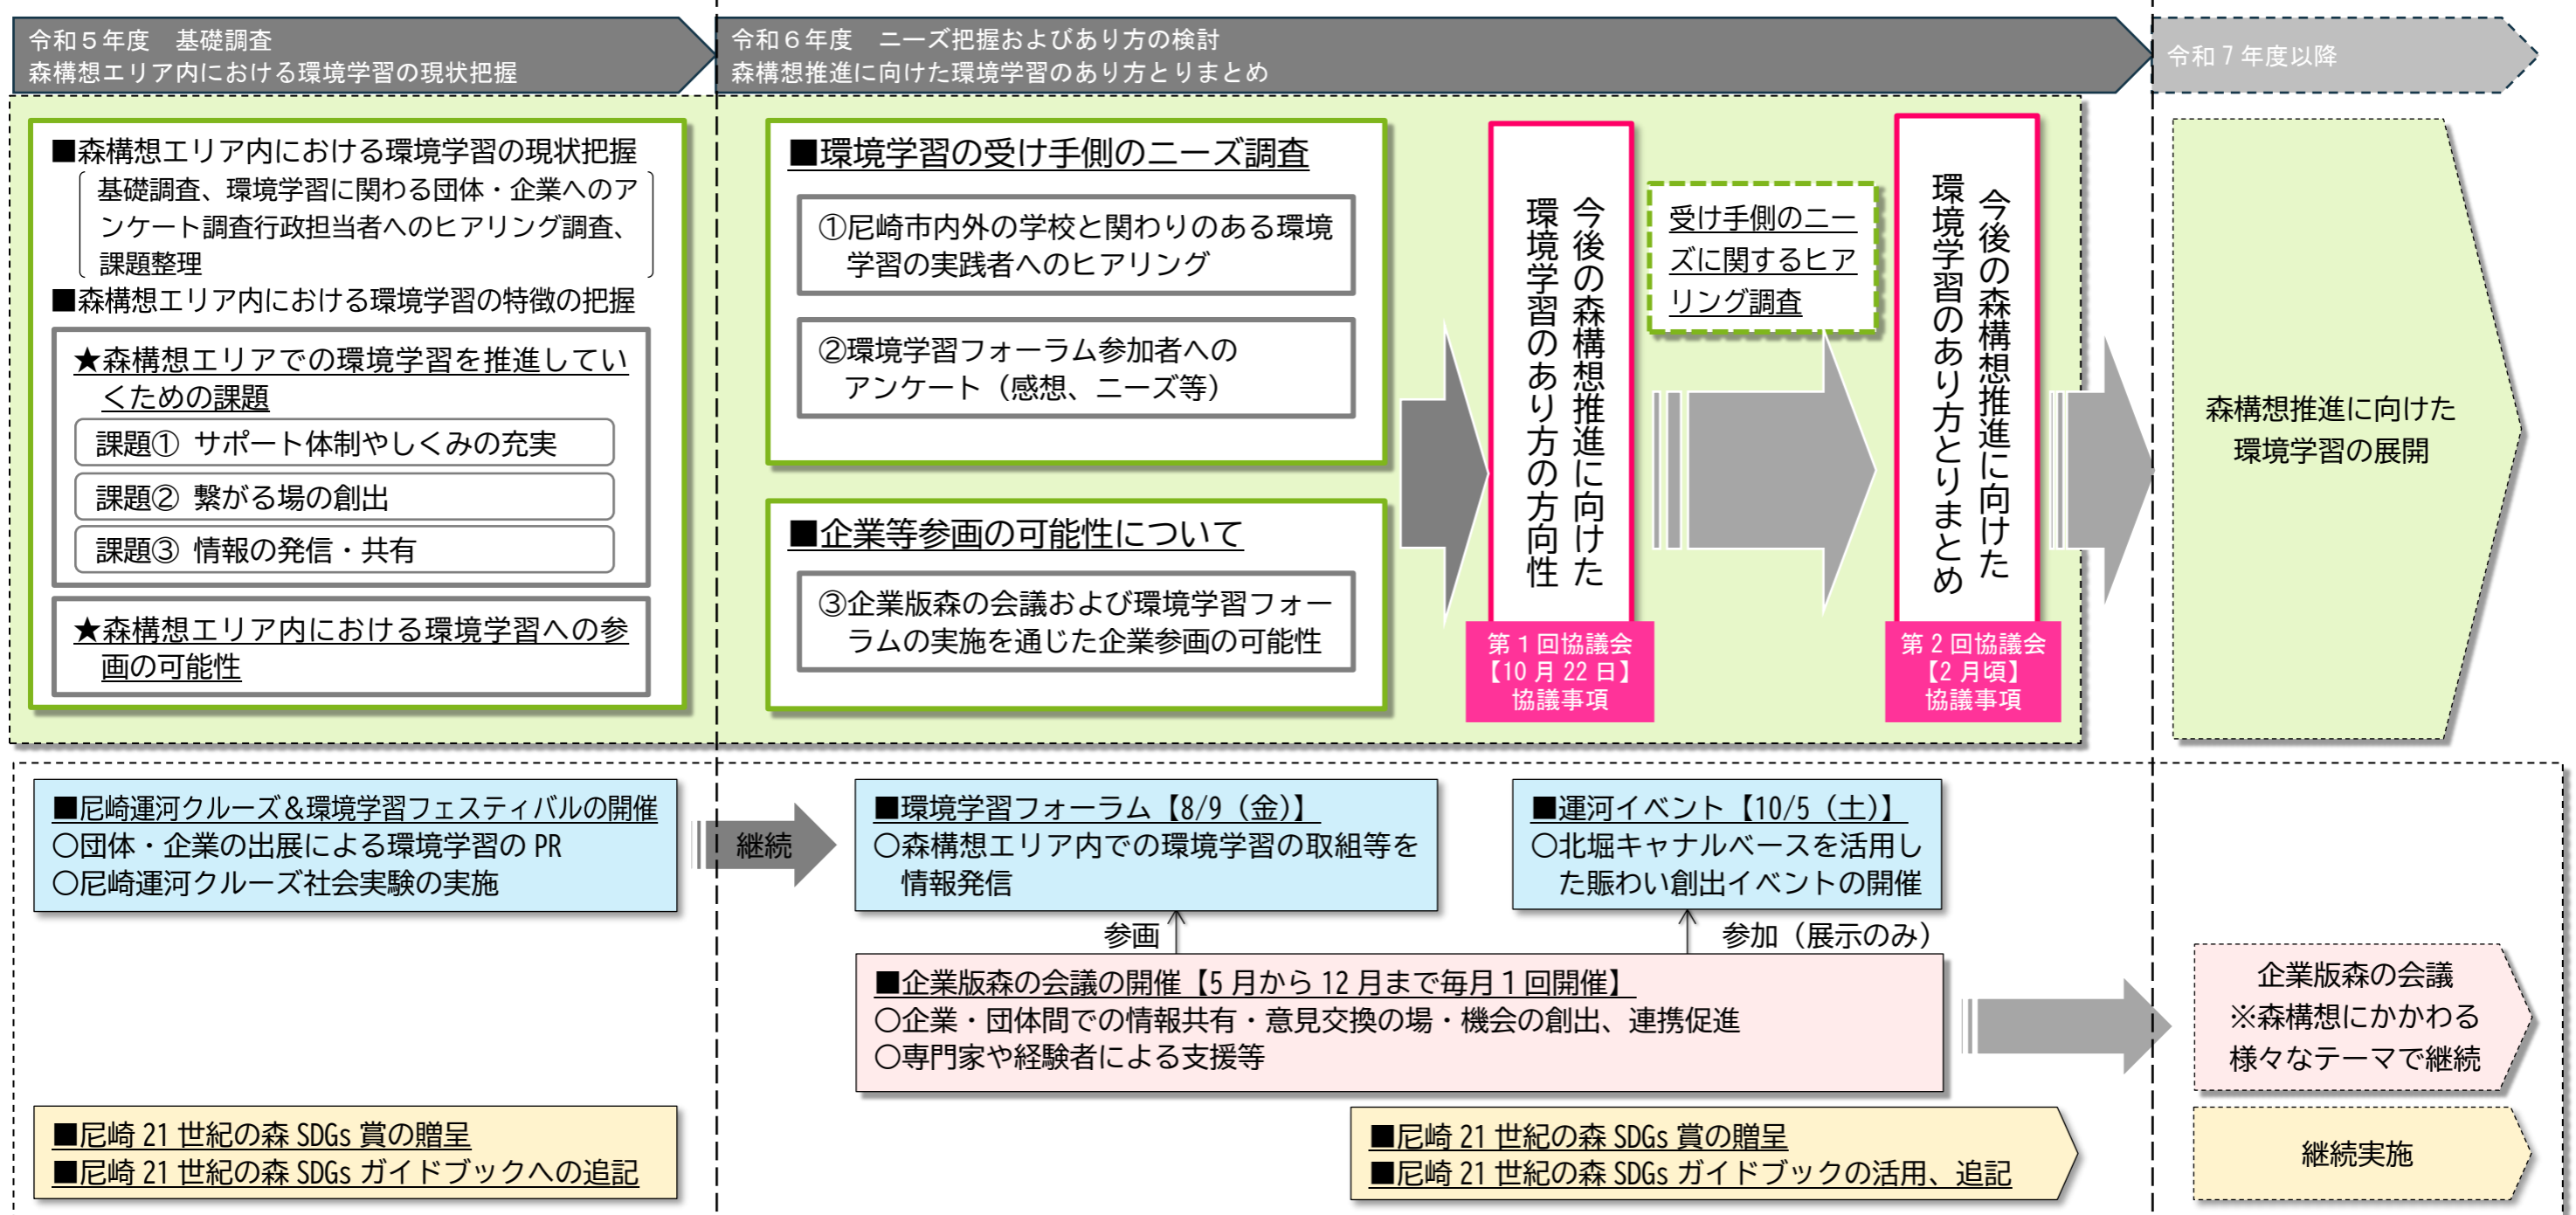 令和５年度　基礎調査
森構想エリア内における環境学習の現状把握
令和６年度　ニーズ把握およびあり方の検討
森構想推進に向けた環境学習のあり方とりまとめ
令和７年度以降
■森構想エリア内における環境学習の現状把握
基礎調査、環境学習に関わる団体・企業へのア
ンケート調査行政担当者へのヒアリング調査、
課題整理
■森構想エリア内における環境学習の特徴の把握
★森構想エリアでの環境学習を推進してい
くための課題
課題① サポート体制やしくみの充実
課題② 繋がる場の創出
課題③ 情報の発信・共有
★森構想エリア内における環境学習への参
画の可能性
■環境学習の受け手側のニーズ調査
①尼崎市内外の学校と関わりのある環境
学習の実践者へのヒアリング
②環境学習フォーラム参加者への
アンケート（感想、ニーズ等）
■企業等参画の可能性について
③企業版森の会議および環境学習フォー
ラムの実施を通じた企業参画の可能性
今後の森構想推進に向けた
環境学習のあり方の方向性
第１回協議会
【10月22日】
協議事項
受け手側のニー
ズに関するヒア
リング調査
今後の森構想推進に向けた
環境学習のあり方とりまとめ
第２回協議会
【2月頃】
協議事項
森構想推進に向けた
環境学習の展開
■尼崎運河クルーズ＆環境学習フェスティバルの開催
○団体・企業の出展による環境学習のPR
○尼崎運河クルーズ社会実験の実施
継続
■環境学習フォーラム【8/9（金）】
○森構想エリア内での環境学習の取組等を
情報発信
■運河イベント【10/5（土）】
○北堀キャナルベースを活用し
た賑わい創出イベントの開催
参画
参加（展示のみ）
■企業版森の会議の開催【5月から12月まで毎月１回開催】
○企業・団体間での情報共有・意見交換の場・機会の創出、連携促進
○専門家や経験者による支援等
企業版森の会議
※森構想にかかわる
様々なテーマで継続
■尼崎21世紀の森SDGs賞の贈呈
■尼崎21世紀の森SDGsガイドブックへの追記
■尼崎21世紀の森SDGs賞の贈呈
■尼崎21世紀の森SDGsガイドブックの活用、追記
継続実施